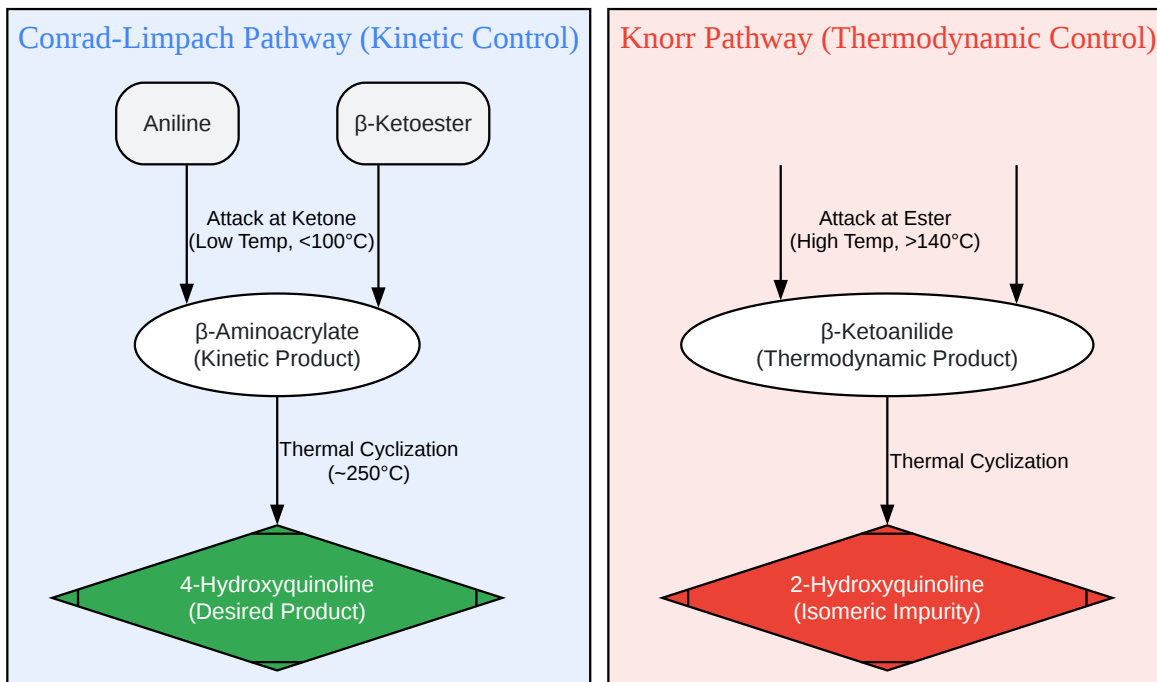 Conrad-Limpach Pathway (Kinetic Control)
Aniline
β-Ketoester
Attack at Ketone
(Low Temp, <100°C)
β-Aminoacrylate
(Kinetic Product)
Thermal Cyclization
(~250°C)
4-Hydroxyquinoline
(Desired Product)
Knorr Pathway (Thermodynamic Control)
Attack at Ester
(High Temp, >140°C)
β-Ketoanilide
(Thermodynamic Product)
Thermal Cyclization
2-Hydroxyquinoline
(Isomeric Impurity)